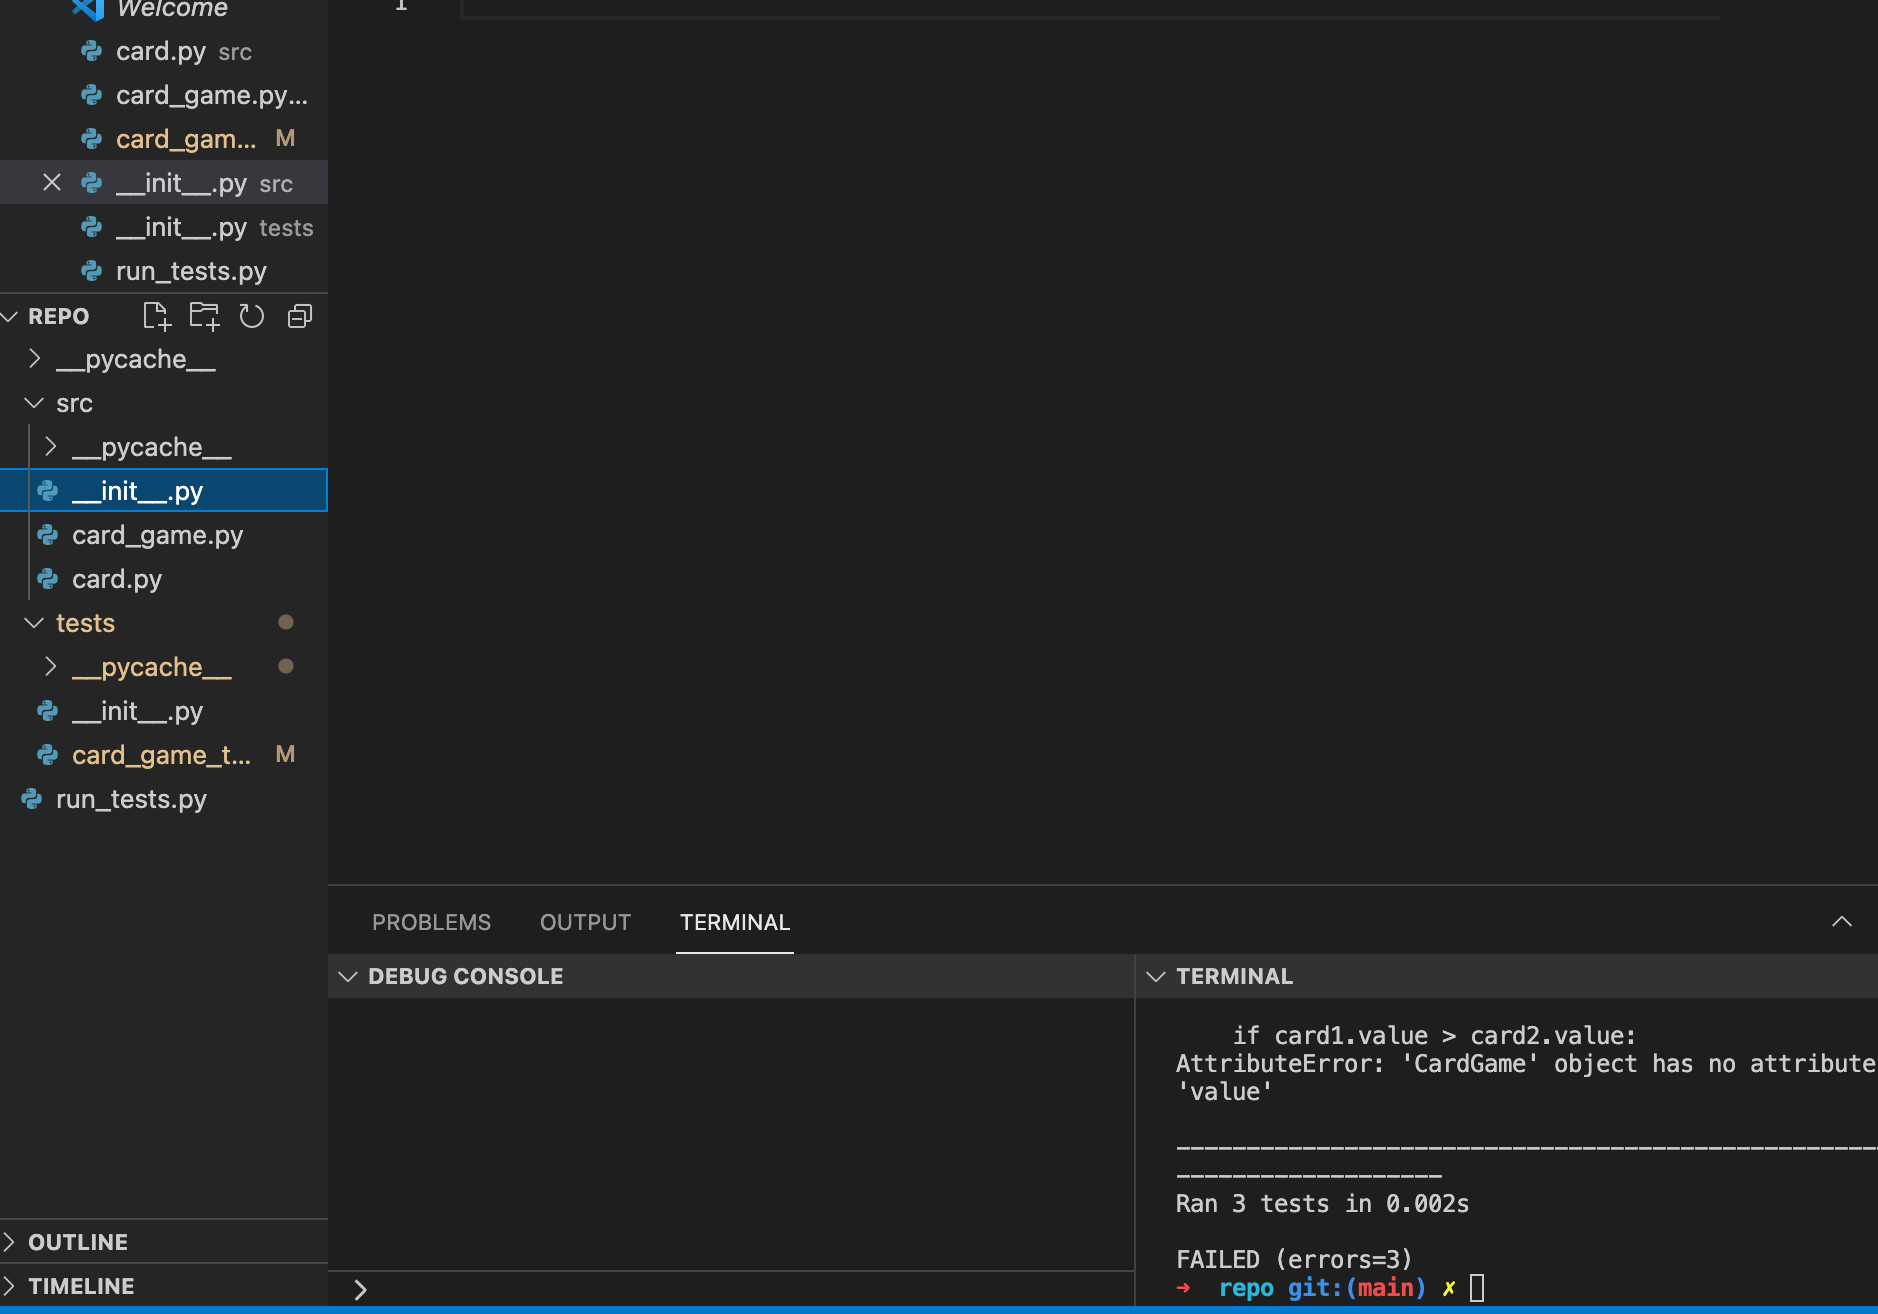 Welcome
1
card.py src
card_game.py...
card_gam... M
__init__.py src
__init__.py tests
run_tests.py
REPO
__pycache__
src
__pycache__
__init__.py
card_game.py
card.py
tests
__pycache__
__init__.py
card_game_t... M
run_tests.py
OUTLINE
TIMELINE
PROBLEMS OUTPUT TERMINAL
DEBUG CONSOLE
TERMINAL
if card1.value > card2.value:
AttributeError: 'CardGame' object has no attribute
'value'
--------------------------------------------------
-------------------
Ran 3 tests in 0.002s
FAILED (errors=3)
➜ repo git:(main) ✗